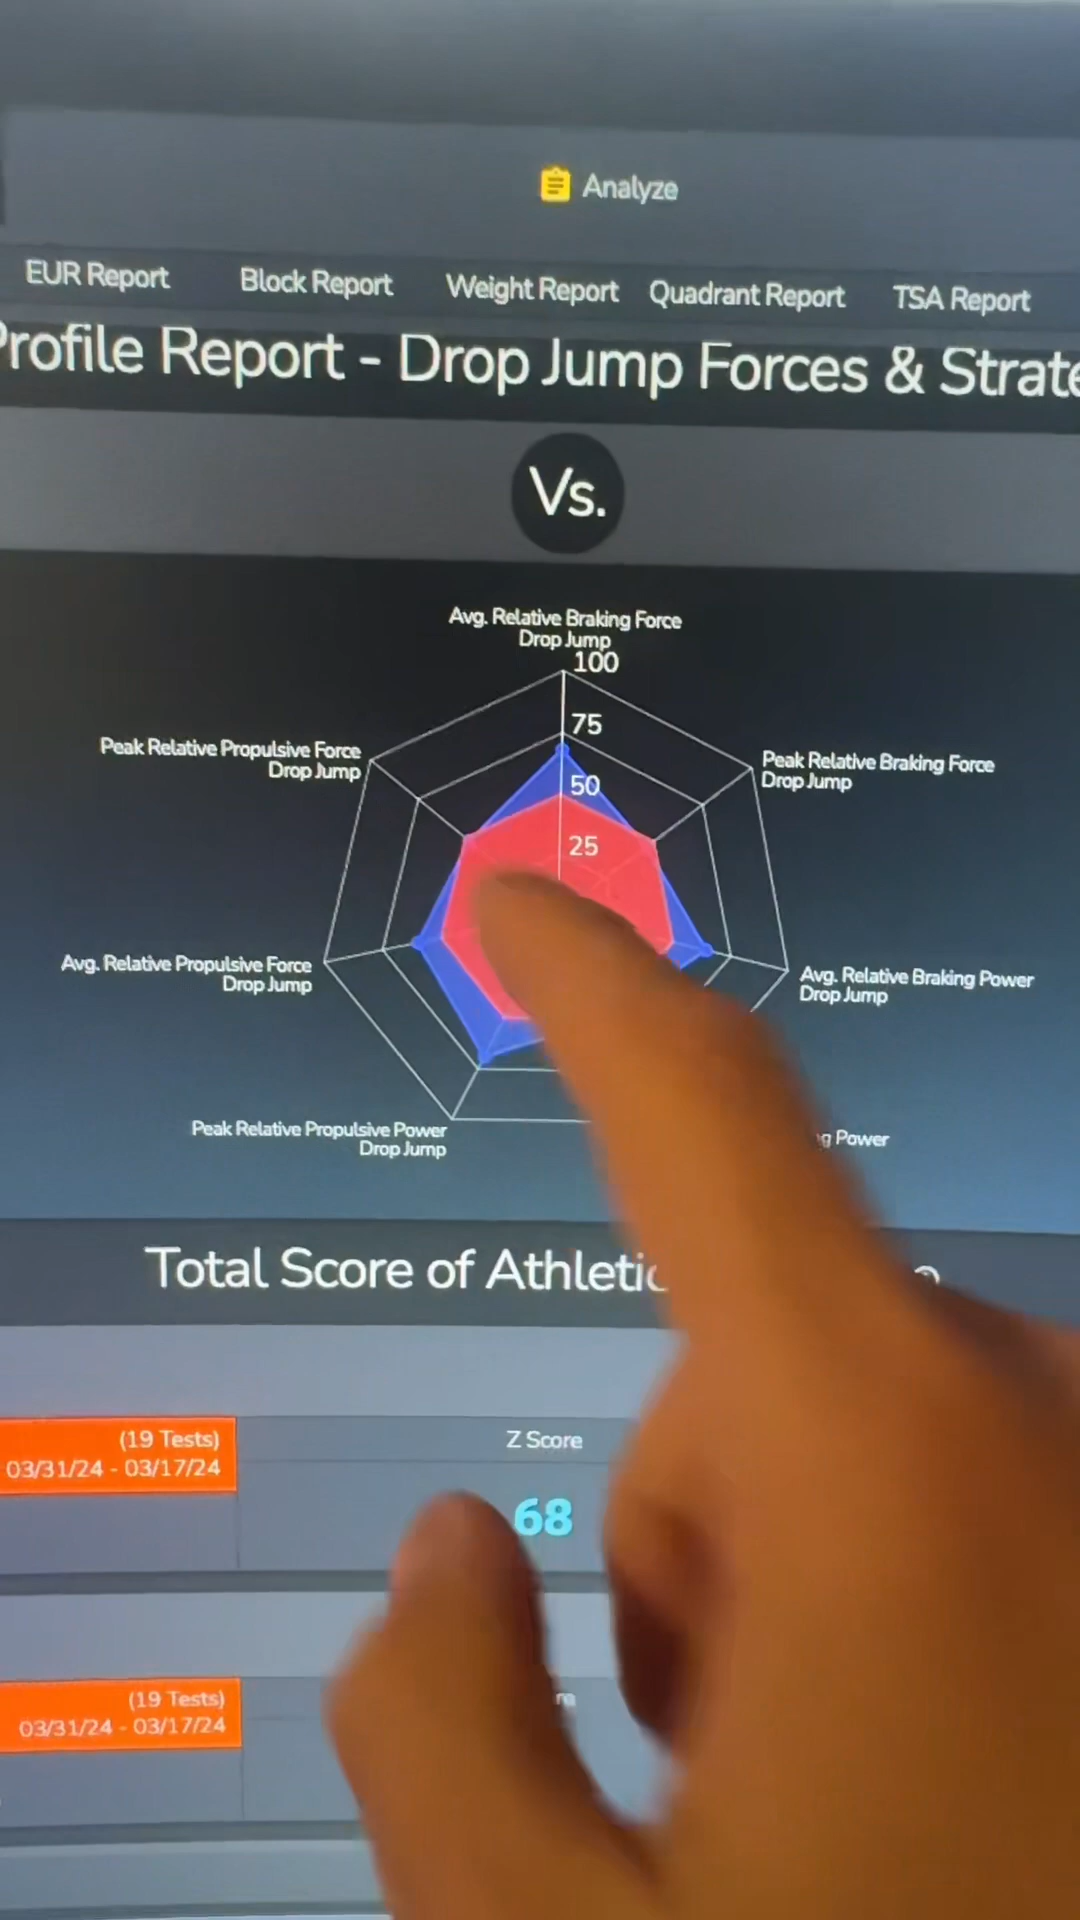 Analyze
EUR Report
Block Report
Weight Report
Quadrant Report
TSA Report
Profile Report - Drop Jump Forces & Strate
Vs.
Avg. Relative Braking Force
Drop Jump
100
75
50
25
Peak Relative Propulsive Force
Drop Jump
Peak Relative Braking Force
Drop Jump
Avg. Relative Propulsive Force
Drop Jump
Avg. Relative Braking Power
Drop Jump
Peak Relative Propulsive Power
Drop Jump
g Power
Total Score of Athletic
(19 Tests)
03/31/24 - 03/17/24
Z Score
68
(19 Tests)
03/31/24 - 03/17/24